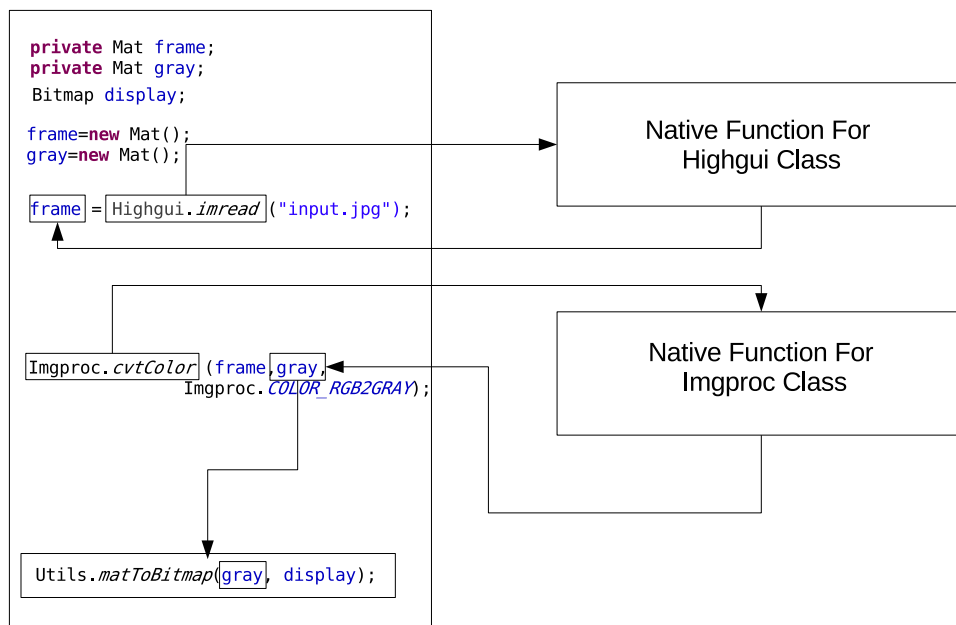 private Mat frame;
private Mat gray;
Bitmap display;
frame=new Mat();
gray=new Mat();
frame = Highgui.imread ("input.jpg");
Imgproc.cvtColor (frame,gray,
Imgproc.COLOR_RGB2GRAY);
Utils.matToBitmap(gray, display);
Native Function For
Highgui Class
Native Function For
Imgproc Class